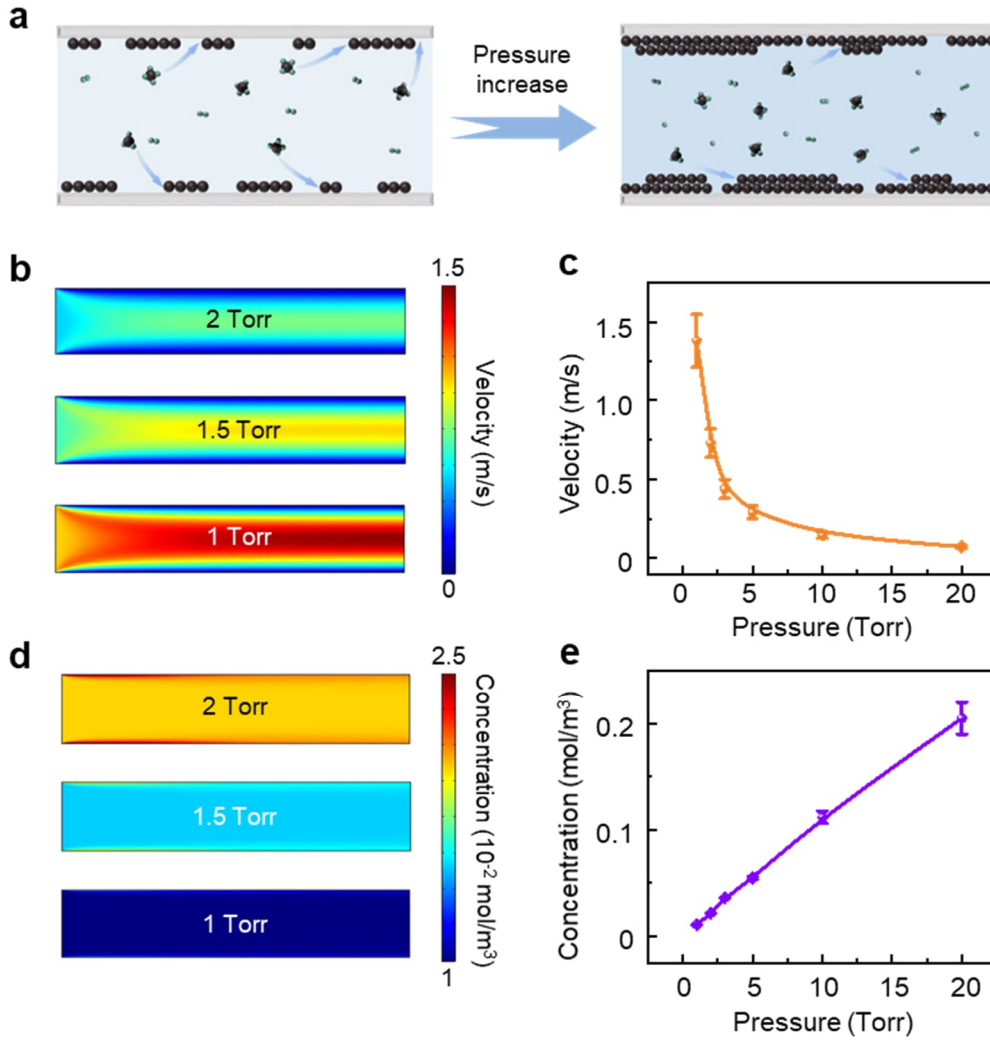 a
Pressure
increase
b
2 Torr
1.5 Torr
1 Torr
1.5
Velocity (m/s)
0
c
Velocity (m/s)
1.5
1.0
0.5
0
0 5 10 15 20
Pressure (Torr)
d
2 Torr
1.5 Torr
1 Torr
2.5
Concentration (10⁻² mol/m³)
1
e
Concentration (mol/m³)
0.2
0.1
0
0 5 10 15 20
Pressure (Torr)